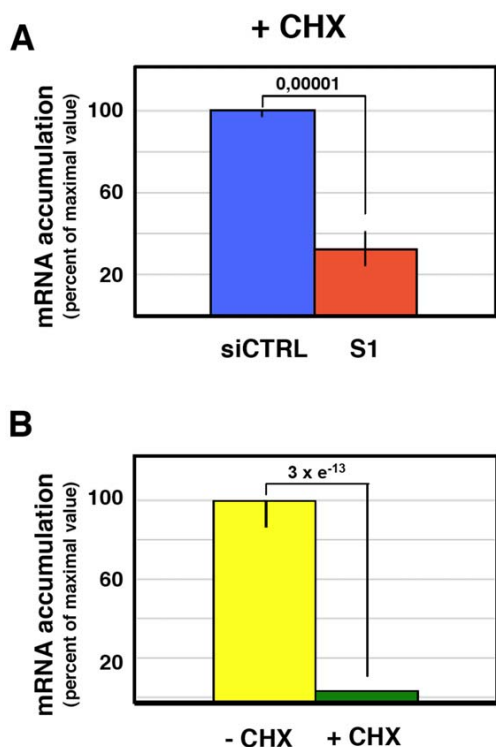 A
+ CHX
mRNA accumulation
(percent of maximal value)
100
60
20
0,00001
siCTRL S1
B
mRNA accumulation
(percent of maximal value)
100
60
20
3 x e⁻¹³
- CHX + CHX